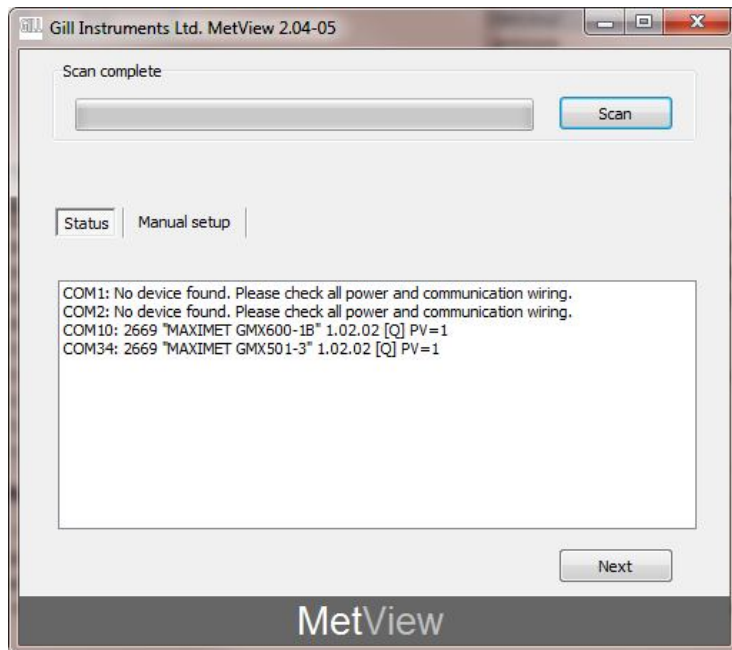 Gill Instruments Ltd. MetView 2.04-05
Scan complete
Scan
Status
Manual setup
COM1: No device found. Please check all power and communication wiring.
COM2: No device found. Please check all power and communication wiring.
COM10: 2669 "MAXIMET GMX600-1B" 1.02.02 [Q] PV=1
COM34: 2669 "MAXIMET GMX501-3" 1.02.02 [Q] PV=1
Next
MetView